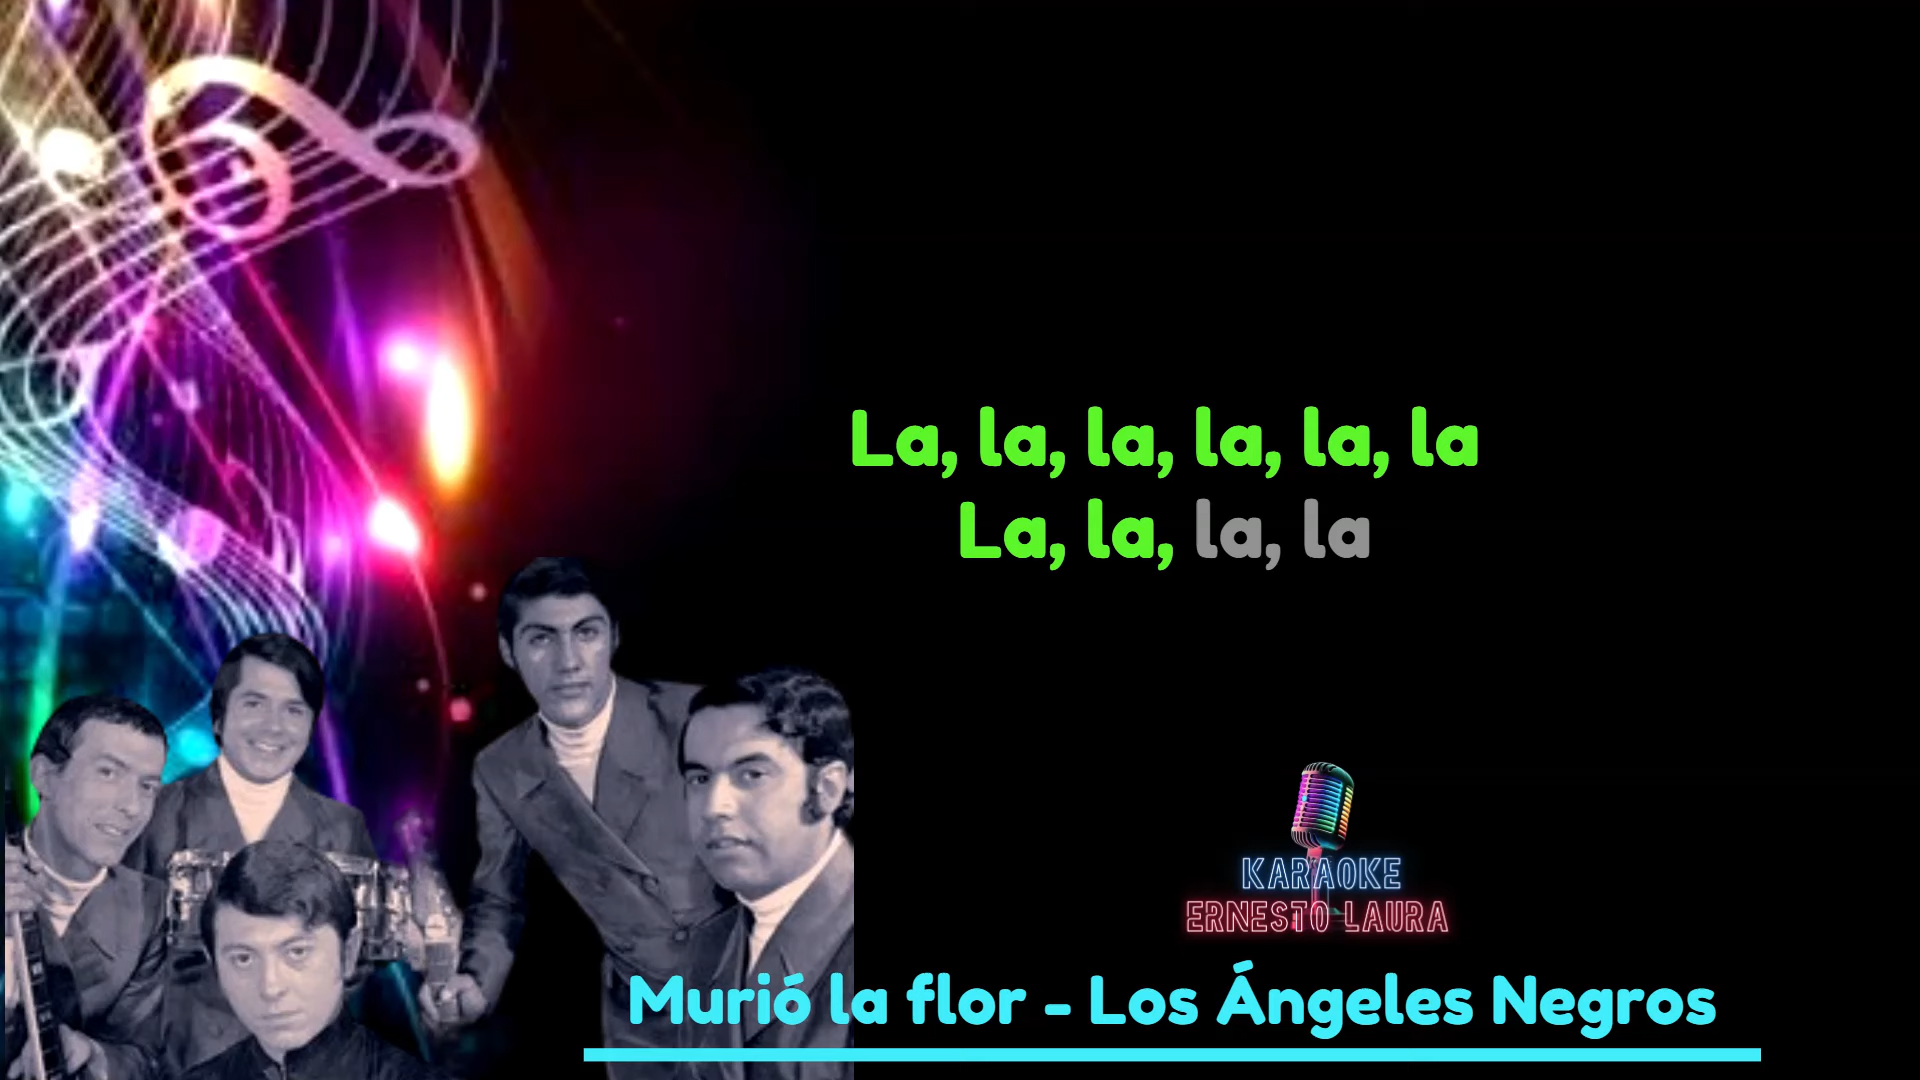 La, la, la, la, la, la
La, la, la, la
KARAOKE
ERNESTO LAURA
Murió la flor - Los Ángeles Negros